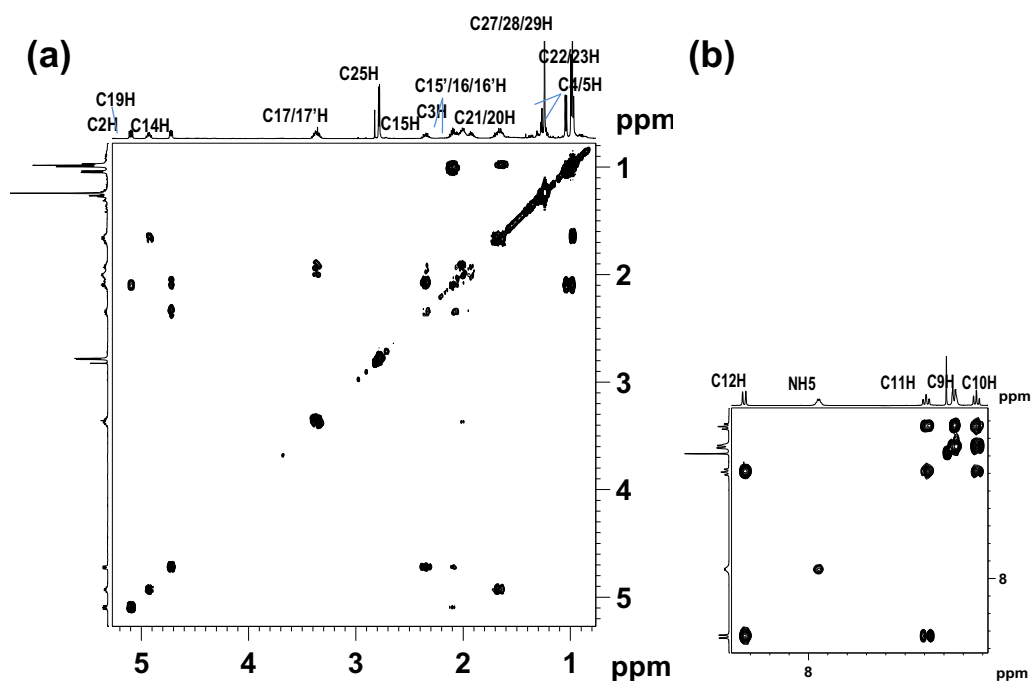 (a)
C27/28/29H
C22/23H
C25H
C15'/16/16'H
C4/5H
C19H
C3H
C17/17'H
C15H
C21/20H
C2H
C14H
ppm
1
2
3
4
5
5
4
3
2
1
ppm
(b)
C12H
NH5
C11H
C9H
C10H
ppm
8
8
ppm